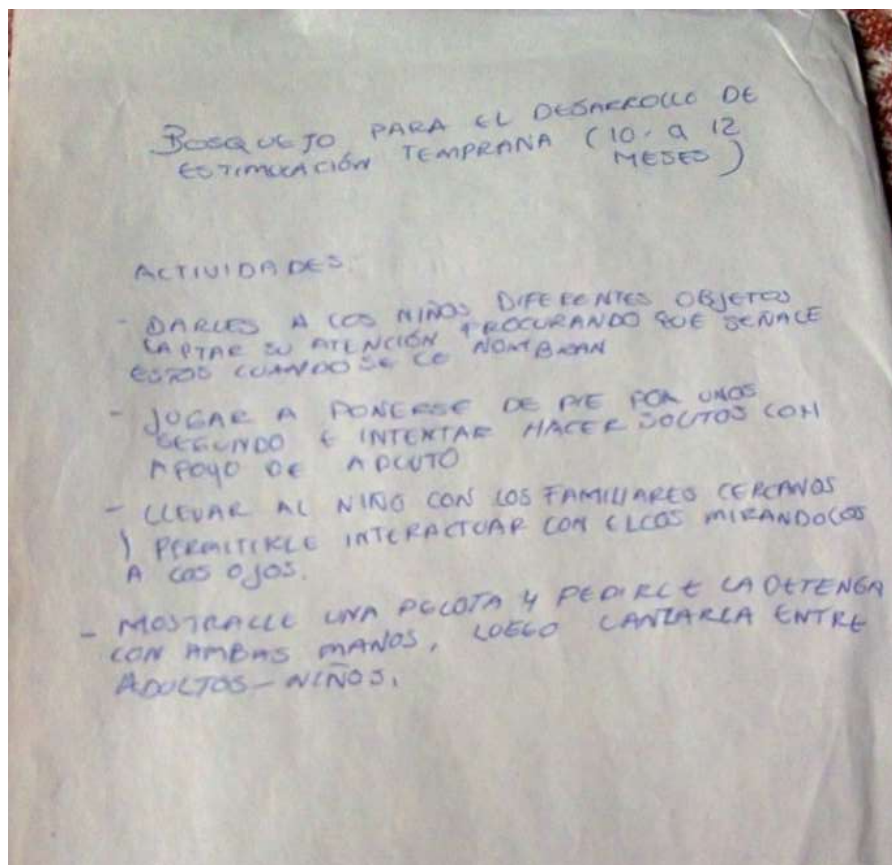 BOSQUEJO PARA EL DESARROLLO DE
ESTIMULACIÓN TEMPRANA (10. a 12
MESES)
ACTIVIDADES.
- DARLES A LOS NIÑOS DIFERENTES OBJETOS
CAPTAR SU ATENCIÓN PROCURANDO QUE SEÑALE
ESTOS CUANDO SE LE NOMBRAN
- JUGAR A PONERSE DE PIE POR UNOS
SEGUNDO E INTENTAR HACER SOLITOS CON
APOYO DE ADULTO
- LLEVAR AL NIÑO CON LOS FAMILIARES CERCANOS
Y PERMITIRLE INTERACTUAR CON ELLOS MIRANDOLOS
A LOS OJOS.
- MOSTRALLE UNA PELOTA Y PEDIRLE LA DETENGA
CON AMBAS MANOS, LUEGO LANZARLA ENTRE
ADULTOS-NIÑOS.